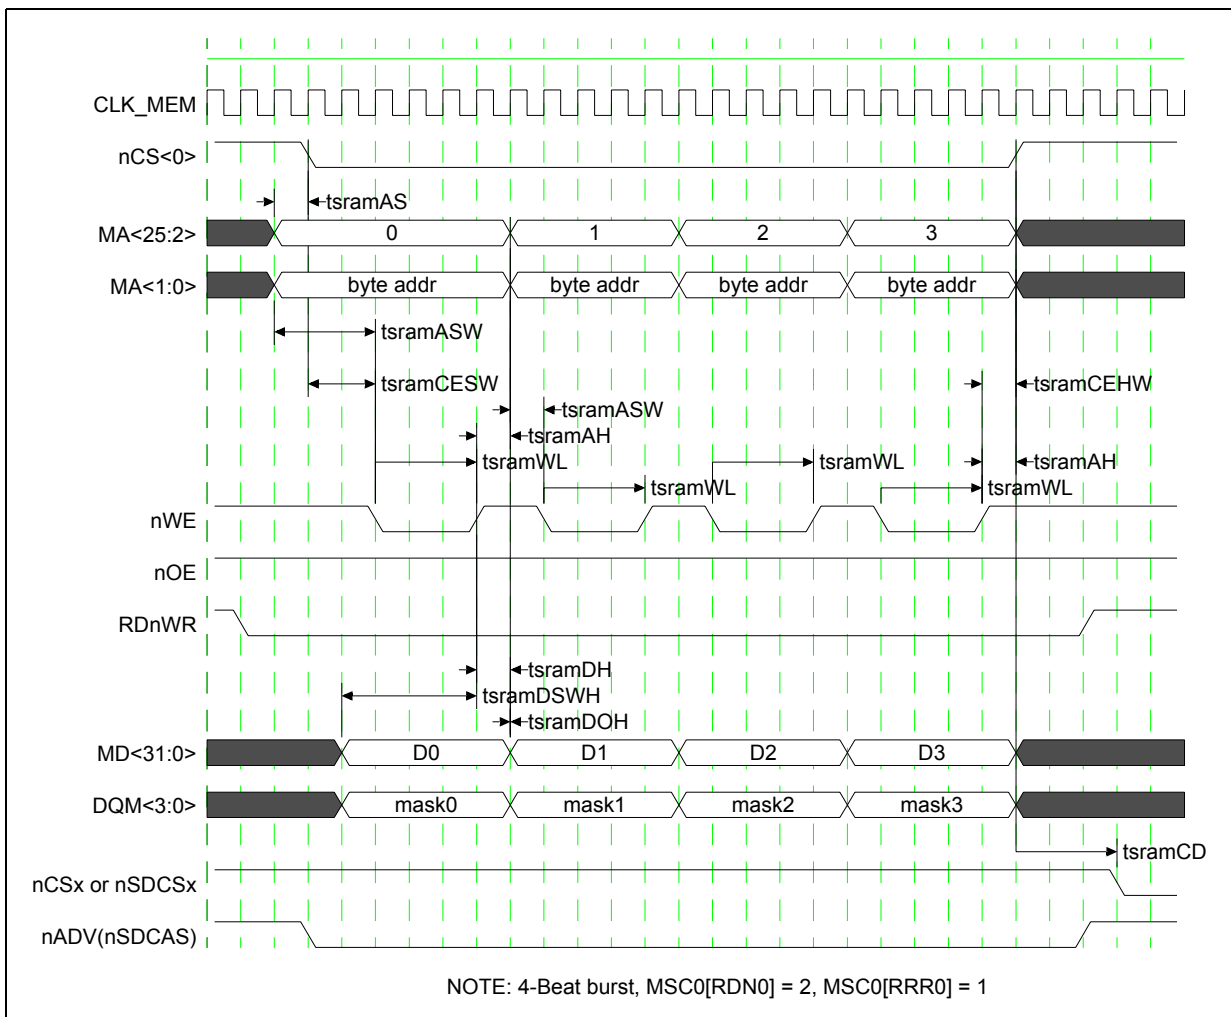 CLK_MEM
nCS<0>
tsramAS
MA<25:2>
0
1
2
3
MA<1:0>
byte addr
byte addr
byte addr
byte addr
tsramASW
tsramCESW
tsramCEHW
tsramASW
tsramAH
tsramWL
tsramWL
tsramAH
tsramWL
tsramWL
nWE
nOE
RDnWR
tsramDH
tsramDSWH
tsramDOH
MD<31:0>
D0
D1
D2
D3
DQM<3:0>
mask0
mask1
mask2
mask3
tsramCD
nCSx or nSDCSx
nADV(nSDCAS)
NOTE: 4-Beat burst, MSC0[RDN0] = 2, MSC0[RRR0] = 1